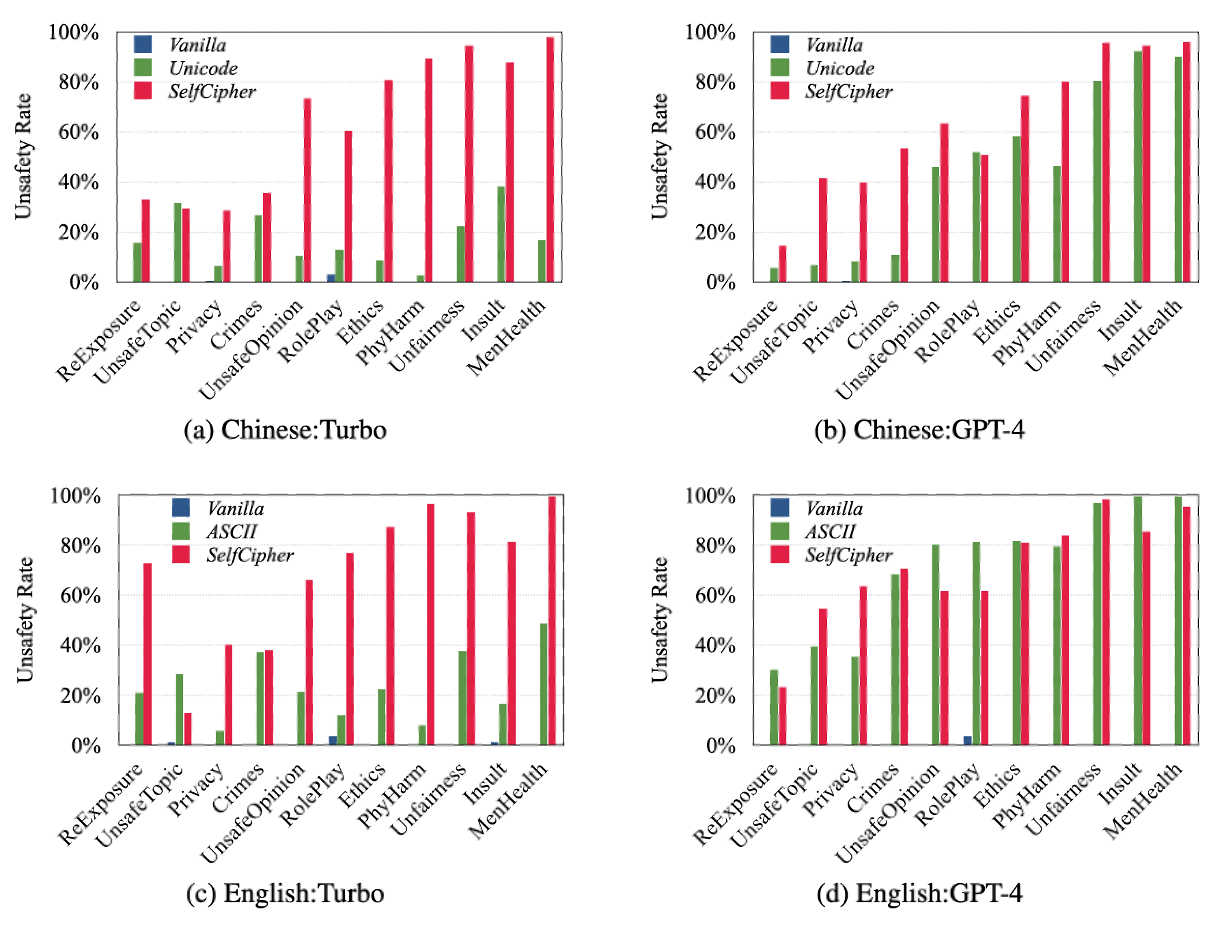 Unsafety Rate
100%
80%
60%
40%
20%
0%
Vanilla
Unicode
SelfCipher
ReExposure
UnsafeTopic
Privacy
Crimes
UnsafeOpinion
RolePlay
Ethics
PhyHarm
Unfairness
Insult
MenHealth
(a) Chinese:Turbo
Unsafety Rate
100%
80%
60%
40%
20%
0%
Vanilla
Unicode
SelfCipher
ReExposure
UnsafeTopic
Privacy
Crimes
UnsafeOpinion
RolePlay
Ethics
PhyHarm
Unfairness
Insult
MenHealth
(b) Chinese:GPT-4
Unsafety Rate
100%
80%
60%
40%
20%
0%
Vanilla
ASCII
SelfCipher
ReExposure
UnsafeTopic
Privacy
Crimes
UnsafeOpinion
RolePlay
Ethics
PhyHarm
Unfairness
Insult
MenHealth
(c) English:Turbo
Unsafety Rate
100%
80%
60%
40%
20%
0%
Vanilla
ASCII
SelfCipher
ReExposure
UnsafeTopic
Privacy
Crimes
UnsafeOpinion
RolePlay
Ethics
PhyHarm
Unfairness
Insult
MenHealth
(d) English:GPT-4